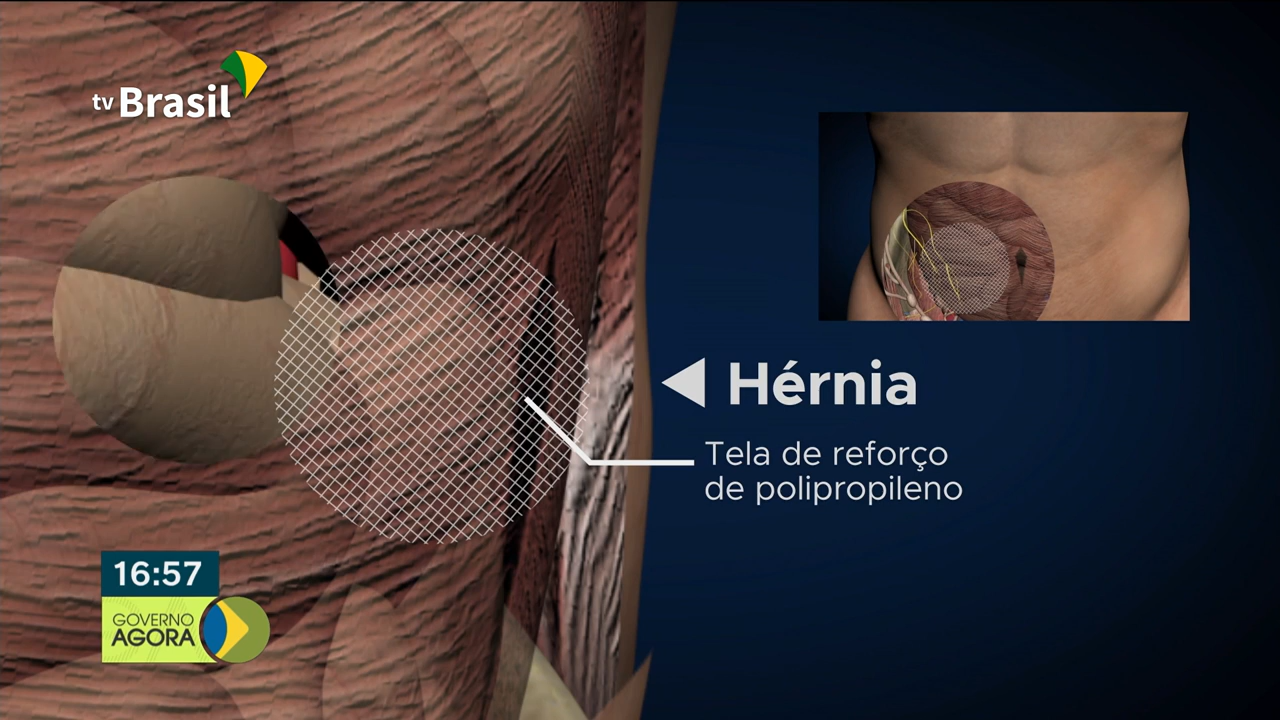 tv Brasil
Hérnia
Tela de reforço
de polipropileno
16:57
GOVERNO
AGORA